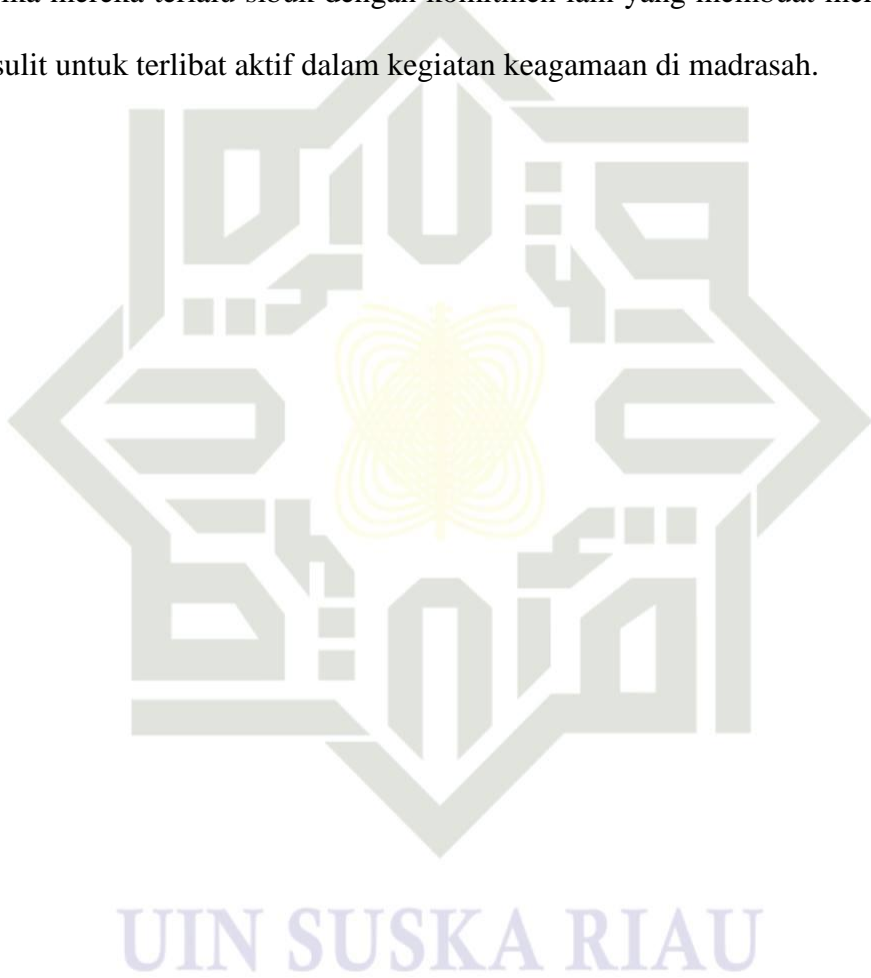 mereka terlalu sibuk dengan komitmen lain yang membuat
sulit untuk terlibat aktif dalam kegiatan keagamaan di madrasah.
UIN SUSKA RIAU